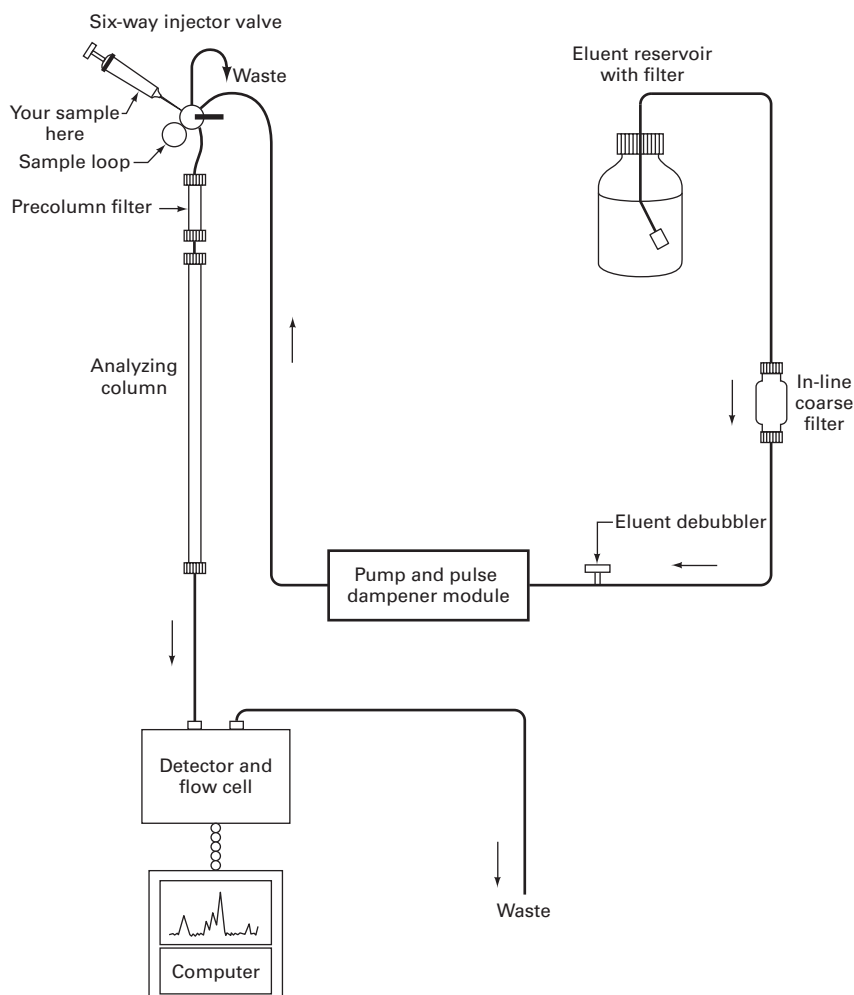 Six-way injector valve
Waste
Your sample
here
Sample loop
Precolumn filter
Analyzing
column
Eluent reservoir
with filter
In-line
coarse
filter
Eluent debubbler
Pump and pulse
dampener module
Detector and
flow cell
Waste
Computer